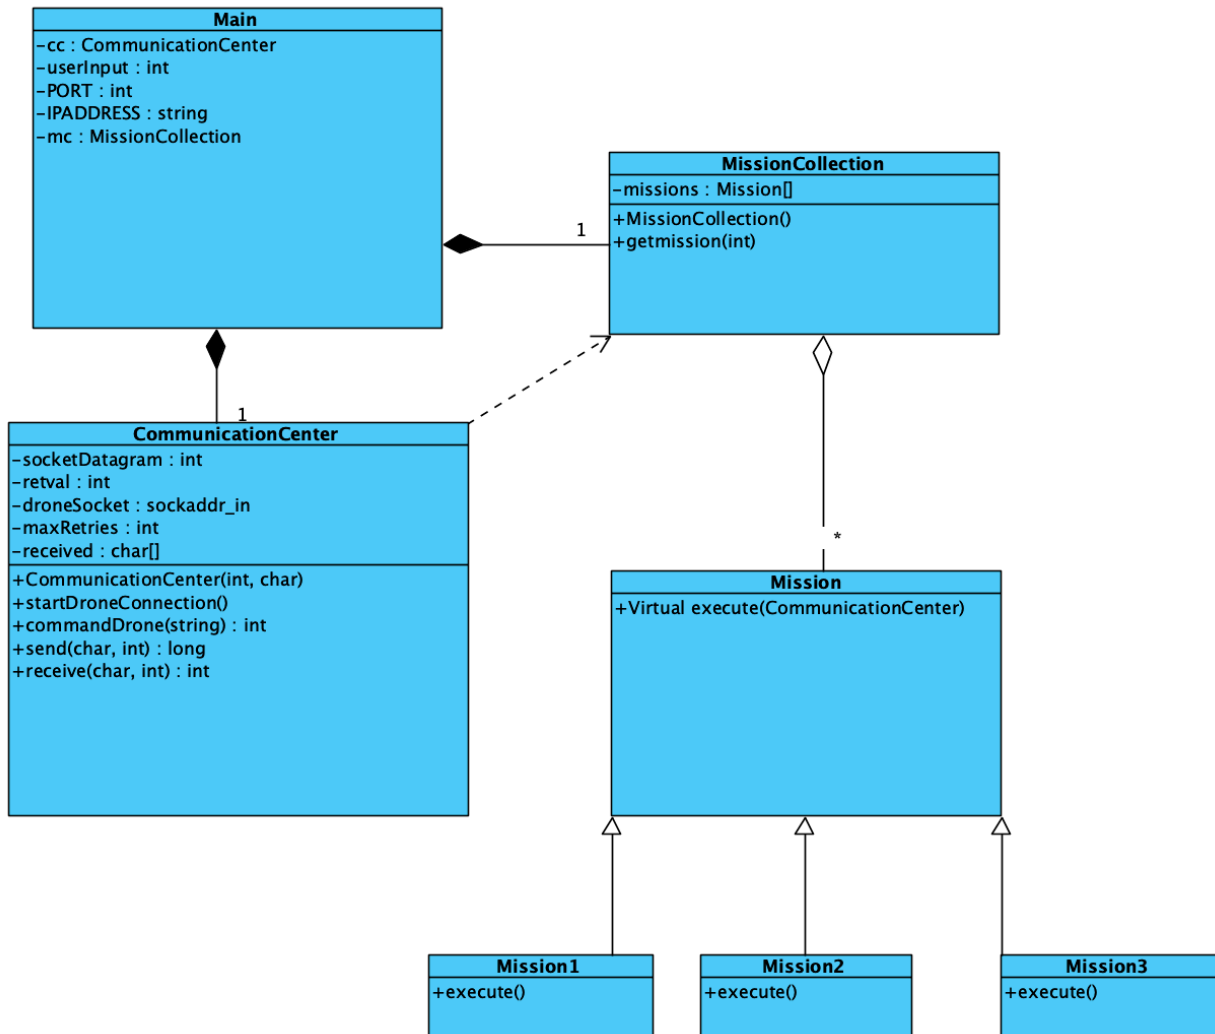 Main
-cc : CommunicationCenter
-userInput : int
-PORT : int
-IPADDRESS : string
-mc : MissionCollection
MissionCollection
-missions : Mission[]
+MissionCollection()
+getmission(int)
1
1
CommunicationCenter
-socketDatagram : int
-retval : int
-droneSocket : sockaddr_in
-maxRetries : int
-received : char[]
+CommunicationCenter(int, char)
+startDroneConnection()
+commandDrone(string) : int
+send(char, int) : long
+receive(char, int) : int
*
Mission
+Virtual execute(CommunicationCenter)
Mission1
+execute()
Mission2
+execute()
Mission3
+execute()